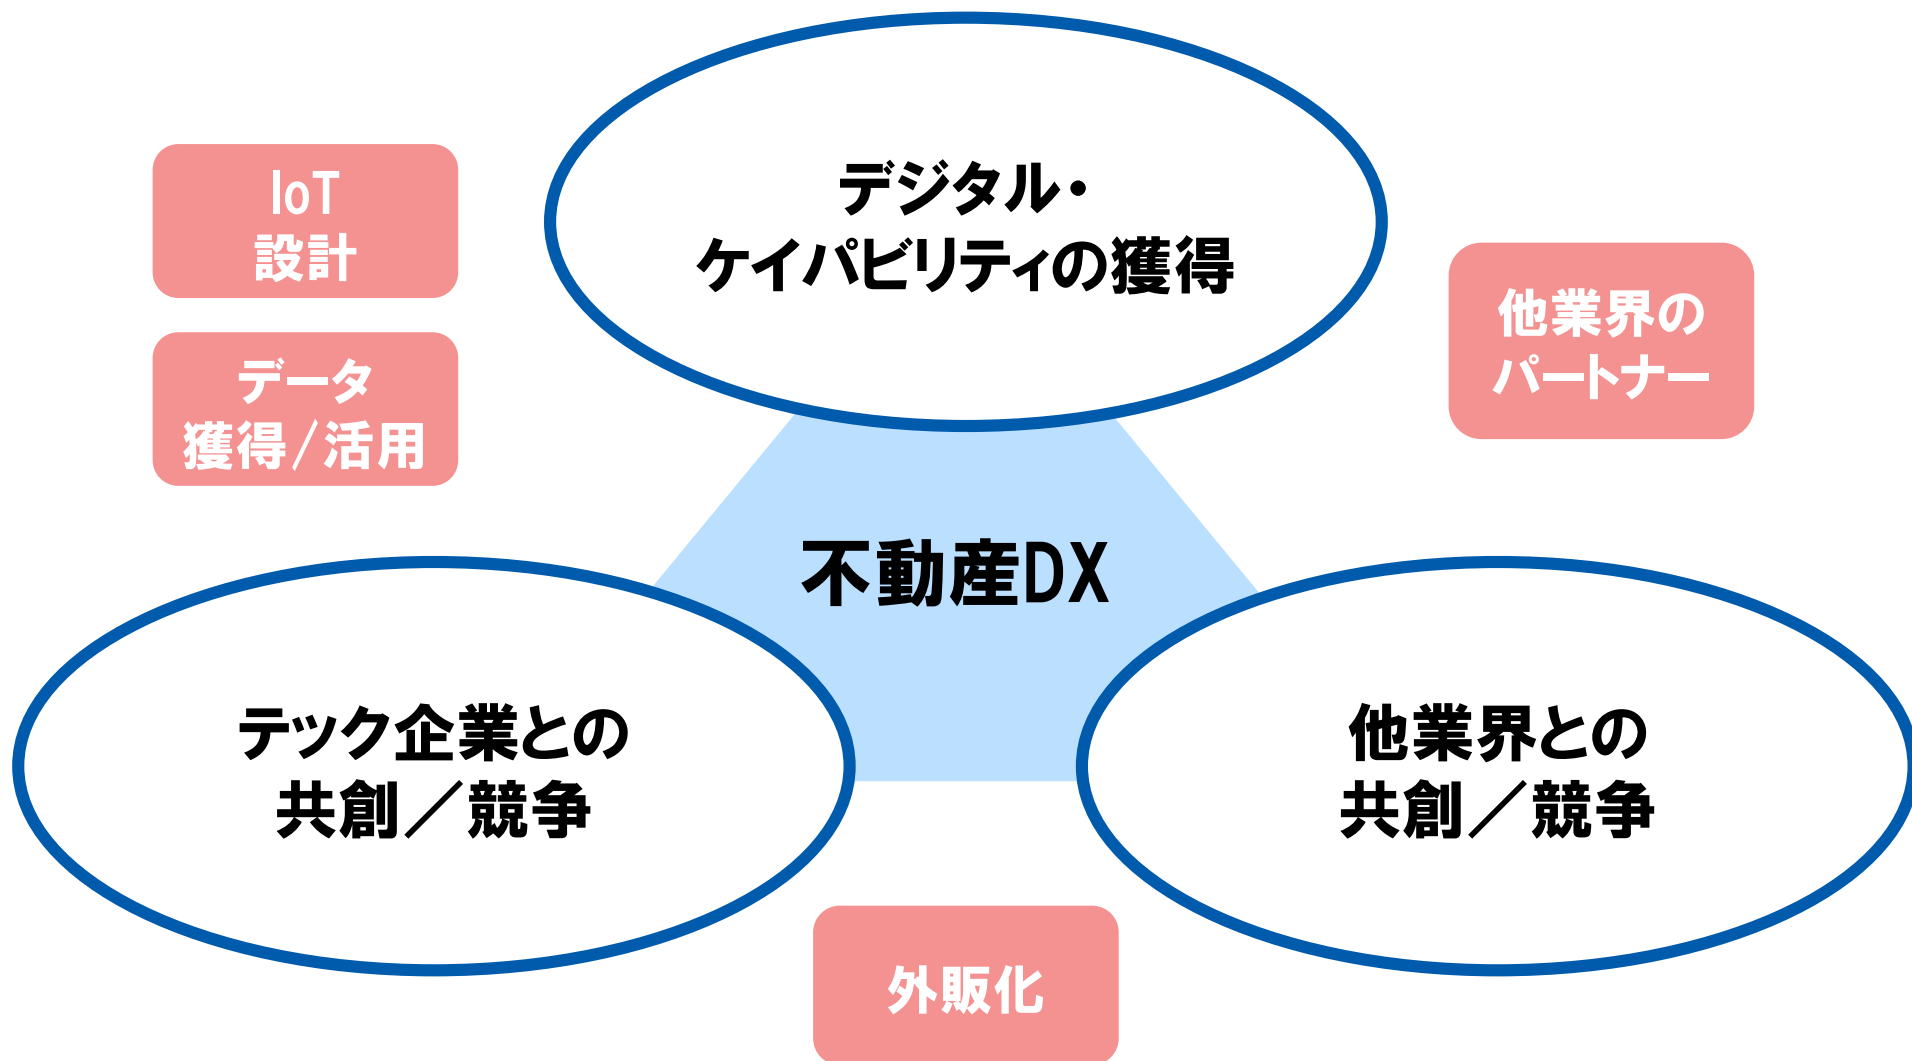 デジタル・
ケイパビリティの獲得
IoT
設計
データ
獲得/活用
他業界の
パートナー
不動産DX
テック企業との
共創／競争
他業界との
共創／競争
外販化